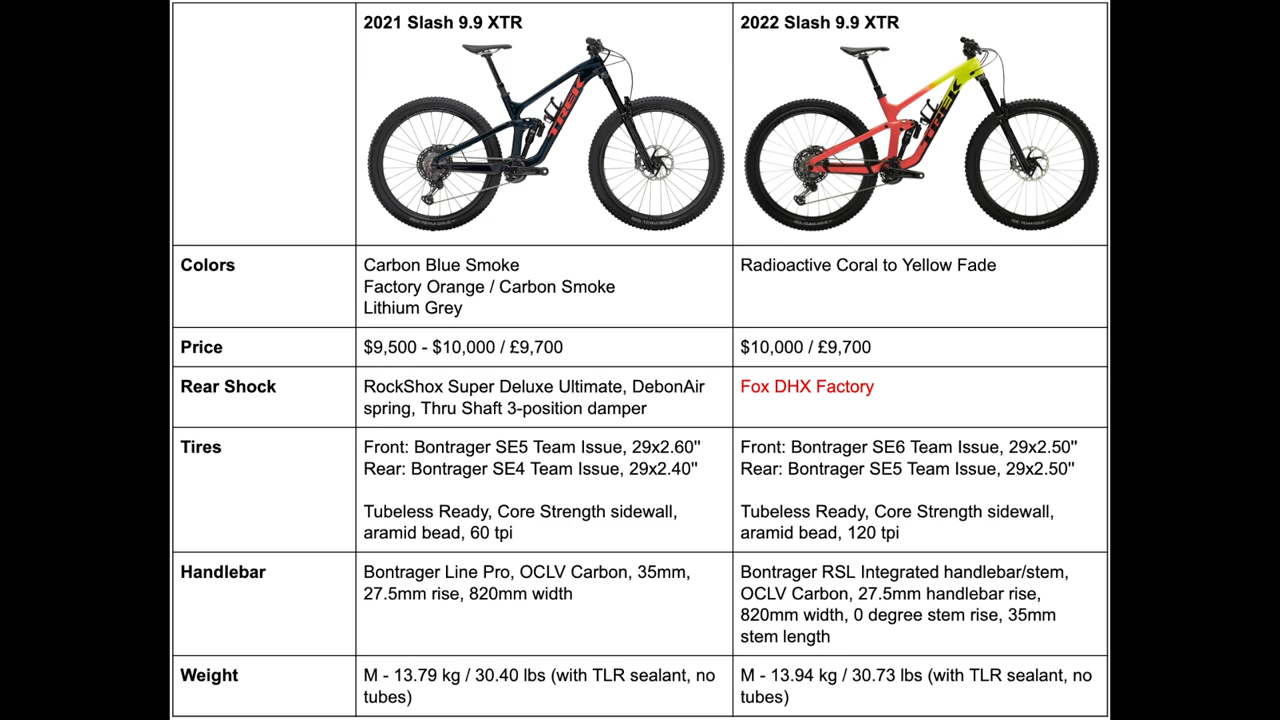 2021 Slash 9.9 XTR
2022 Slash 9.9 XTR
TREK
TREK
Colors
Carbon Blue Smoke
Factory Orange / Carbon Smoke
Lithium Grey
Radioactive Coral to Yellow Fade
Price
$9,500 - $10,000 / £9,700
$10,000 / £9,700
Rear Shock
RockShox Super Deluxe Ultimate, DebonAir
spring, Thru Shaft 3-position damper
Fox DHX Factory
Tires
Front: Bontrager SE5 Team Issue, 29x2.60"
Rear: Bontrager SE4 Team Issue, 29x2.40"
Tubeless Ready, Core Strength sidewall,
aramid bead, 60 tpi
Front: Bontrager SE6 Team Issue, 29x2.50"
Rear: Bontrager SE5 Team Issue, 29x2.50"
Tubeless Ready, Core Strength sidewall,
aramid bead, 120 tpi
Handlebar
Bontrager Line Pro, OCLV Carbon, 35mm,
27.5mm rise, 820mm width
Bontrager RSL Integrated handlebar/stem,
OCLV Carbon, 27.5mm handlebar rise,
820mm width, 0 degree stem rise, 35mm
stem length
Weight
M - 13.79 kg / 30.40 lbs (with TLR sealant, no
tubes)
M - 13.94 kg / 30.73 lbs (with TLR sealant, no
tubes)